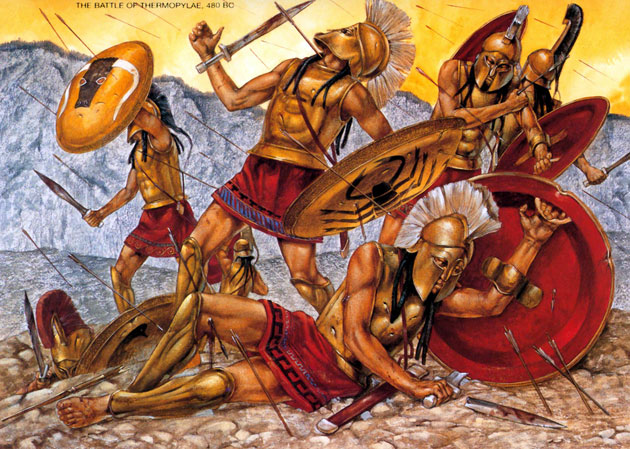 THE BATTLE OF THERMOPYLAE, 480 BC